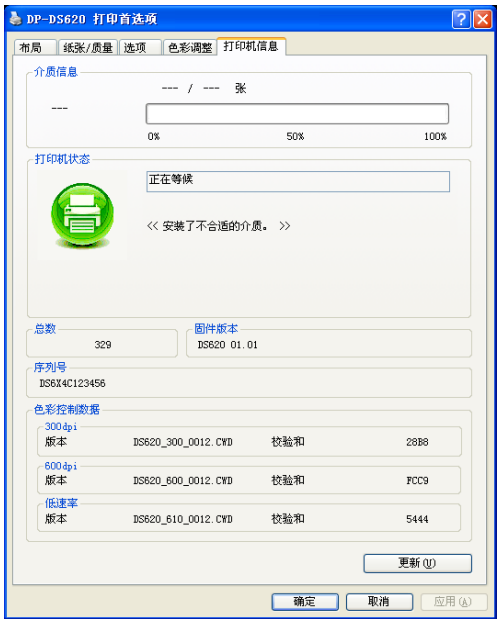 DP-DS620 打印首选项
布局 纸张/质量 选项 色彩调整 打印机信息
介质信息
--- / --- 张
---
0% 50% 100%
打印机状态
正在等候
<< 安装了不合适的介质。 >>
总数 固件版本
329 DS620 01.01
序列号
DS6X4C123456
色彩控制数据
300dpi
版本 DS620_300_0012.CWD 校验和 28B8
600dpi
版本 DS620_600_0012.CWD 校验和 FCC9
低速率
版本 DS620_610_0012.CWD 校验和 5444
更新(U)
确定 取消 应用(A)